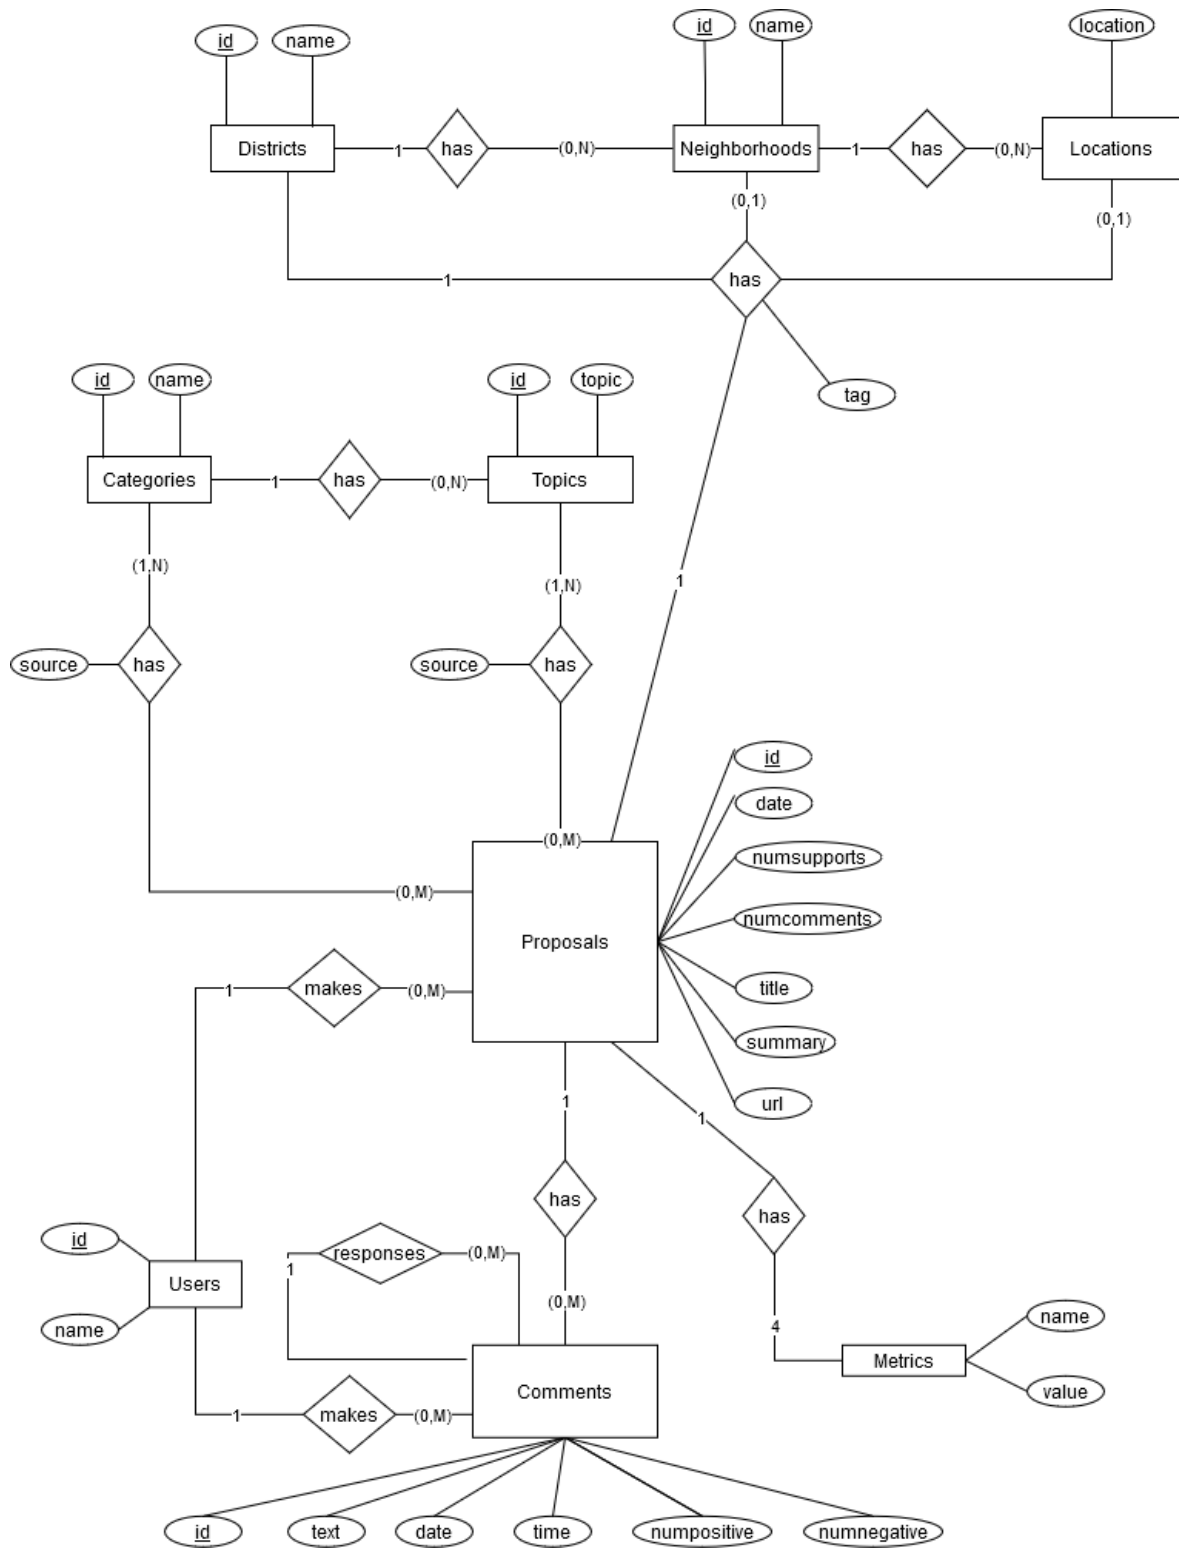 id
name
id
name
location
Districts
1
has
(0,N)
Neighborhoods
1
has
(0,N)
Locations
(0,1)
(0,1)
1
has
tag
id
name
id
topic
Categories
1
has
(0,N)
Topics
(1,N)
(1,N)
1
source
has
source
has
id
date
(0,M)
numsupports
(0,M)
numcomments
Proposals
1
makes
(0,M)
title
summary
url
1
1
has
has
id
responses
(0,M)
1
Users
(0,M)
name
name
4
Metrics
value
Comments
1
makes
(0,M)
id
text
date
time
numpositive
numnegative